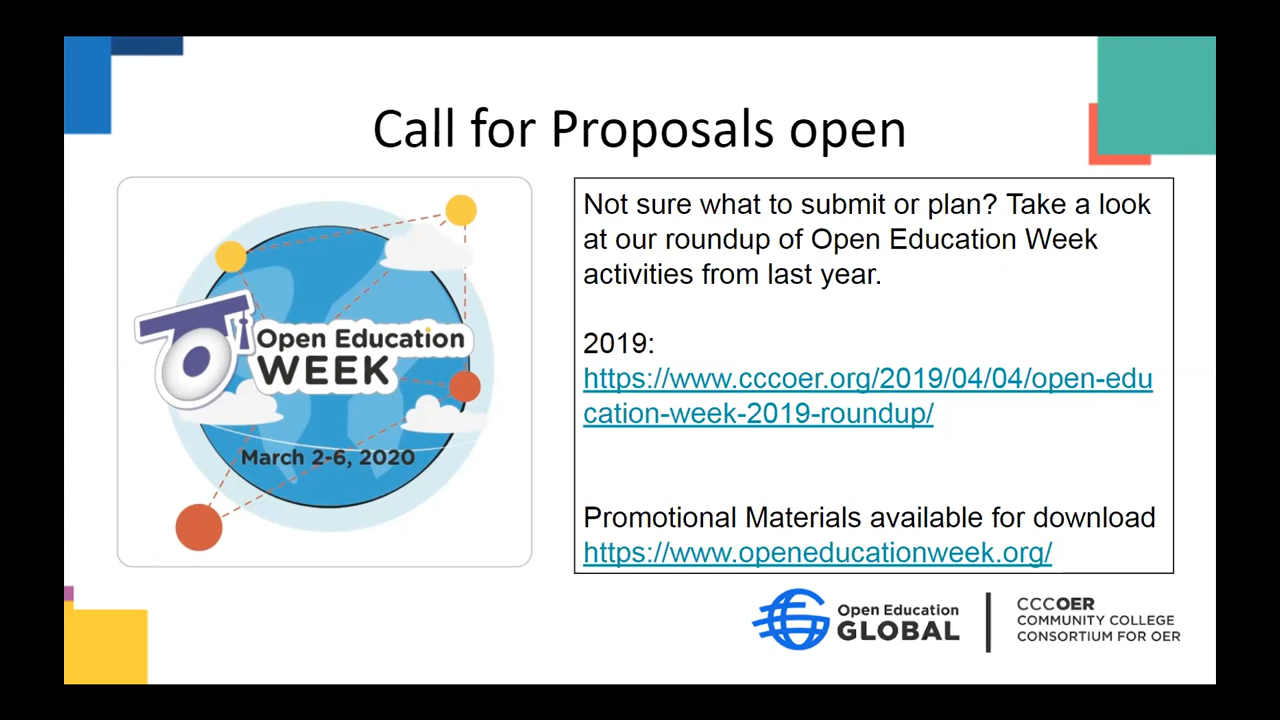 Call for Proposals open
Open Education
WEEK
March 2-6, 2020
Not sure what to submit or plan? Take a look
at our roundup of Open Education Week
activities from last year.
2019:
https://www.cccoer.org/2019/04/04/open-edu
cation-week-2019-roundup/
Promotional Materials available for download
https://www.openeducationweek.org/
Open Education
GLOBAL
CCCOER
COMMUNITY COLLEGE
CONSORTIUM FOR OER